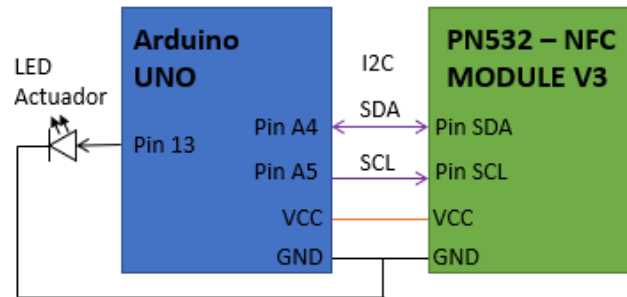 LED
Actuador
Arduino
UNO
Pin 13
Pin A4
Pin A5
VCC
GND
I2C
SDA
SCL
PN532 – NFC
MODULE V3
Pin SDA
Pin SCL
VCC
GND